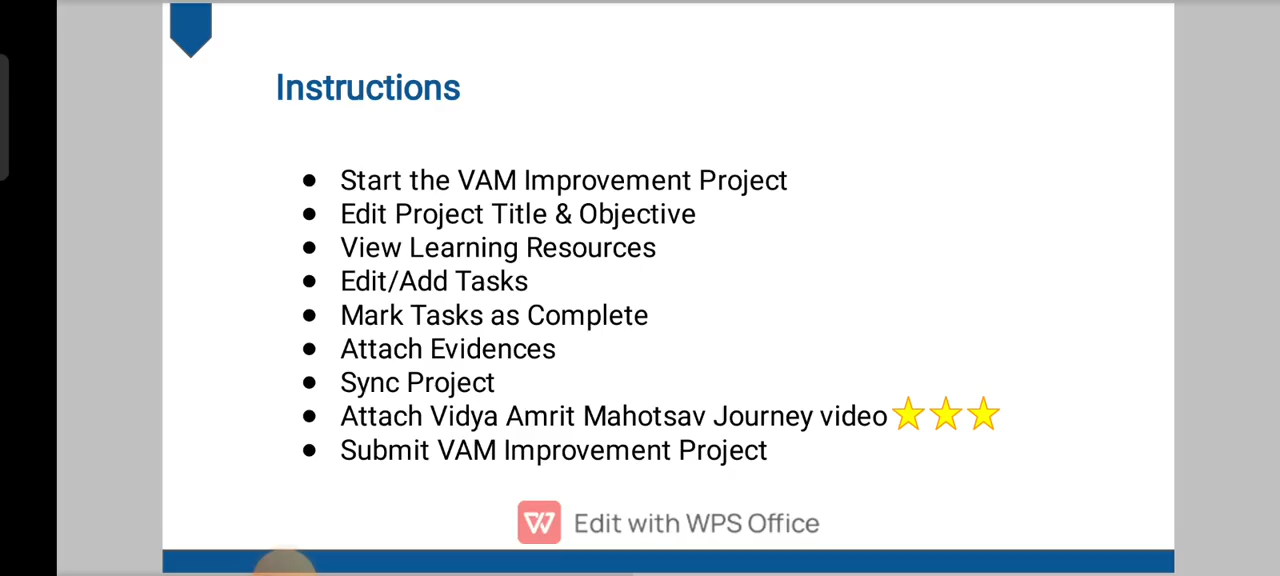 Instructions
● Start the VAM Improvement Project
● Edit Project Title & Objective
● View Learning Resources
● Edit/Add Tasks
● Mark Tasks as Complete
● Attach Evidences
● Sync Project
● Attach Vidya Amrit Mahotsav Journey video
● Submit VAM Improvement Project
W Edit with WPS Office